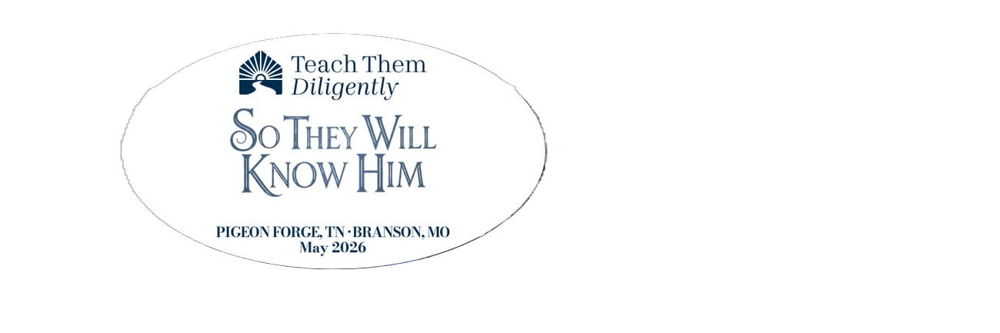 Teach Them
Diligently
So They Will
Know Him
PIGEON FORGE, TN · BRANSON, MO
May 2026